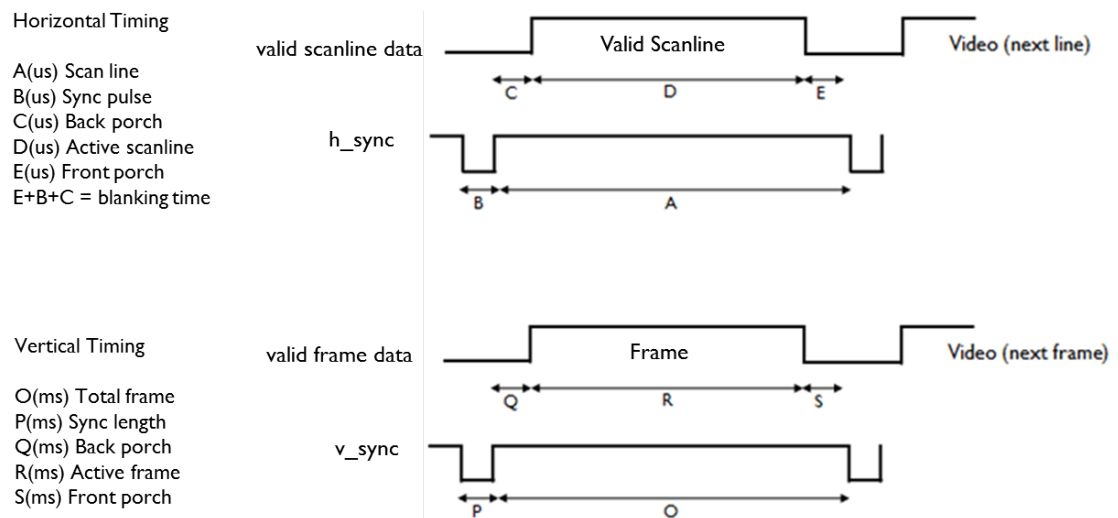 Horizontal Timing
A(us) Scan line
B(us) Sync pulse
C(us) Back porch
D(us) Active scanline
E(us) Front porch
E+B+C = blanking time
valid scanline data
Valid Scanline
Video (next line)
C
D
E
h_sync
B
A
Vertical Timing
O(ms) Total frame
P(ms) Sync length
Q(ms) Back porch
R(ms) Active frame
S(ms) Front porch
valid frame data
Frame
Video (next frame)
Q
R
S
v_sync
P
O